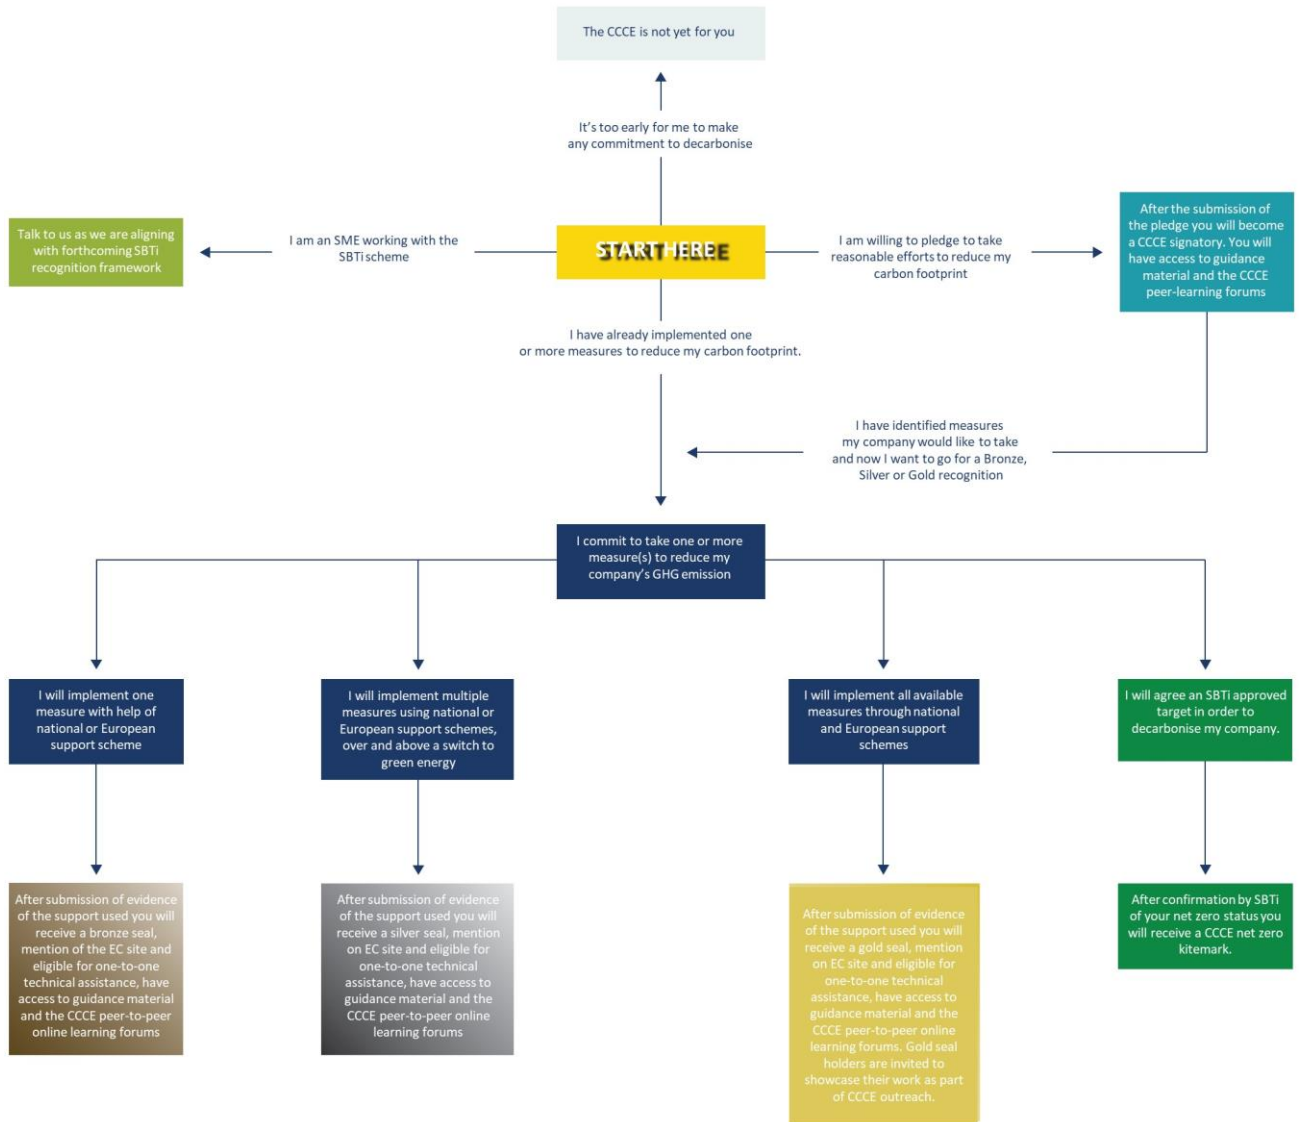 The CCCE is not yet for you
It's too early for me to make
any commitment to decarbonise
Talk to us as we are aligning
with forthcoming SBTi
recognition framework
I am an SME working with the
SBTi scheme
START HERE
I am willing to pledge to take
reasonable efforts to reduce my
carbon footprint
After the submission of
the pledge you will become
a CCCE signatory. You will
have access to guidance
material and the CCCE
peer-learning forums
I have already implemented one
or more measures to reduce my carbon footprint.
I have identified measures
my company would like to take
and now I want to go for a Bronze,
Silver or Gold recognition
I commit to take one or more
measure(s) to reduce my
company's GHG emission
I will implement one
measure with help of
national or European
support scheme
I will implement multiple
measures using national or
European support schemes,
over and above a switch to
green energy
I will implement all available
measures through national
and European support
schemes
I will agree an SBTi approved
target in order to
decarbonise my company.
After submission of evidence
of the support used you will
receive a bronze seal,
mention of the EC site and
eligible for one-to-one
technical assistance, have
access to guidance material
and the CCCE peer-to-peer
online learning forums
After submission of evidence
of the support used you will
receive a silver seal, mention
on EC site and eligible for
one-to-one technical
assistance, have access to
guidance material and the
CCCE peer-to-peer online
learning forums
After submission of evidence
of the support used you will
receive a gold seal, mention
on EC site and eligible for
one-to-one technical
assistance, have access to
guidance material and the
CCCE peer-to-peer online
learning forums. Gold seal
holders are invited to
showcase their work as part
of CCCE outreach.
After confirmation by SBTi
of your net zero status you
will receive a CCCE net zero
kitemark.